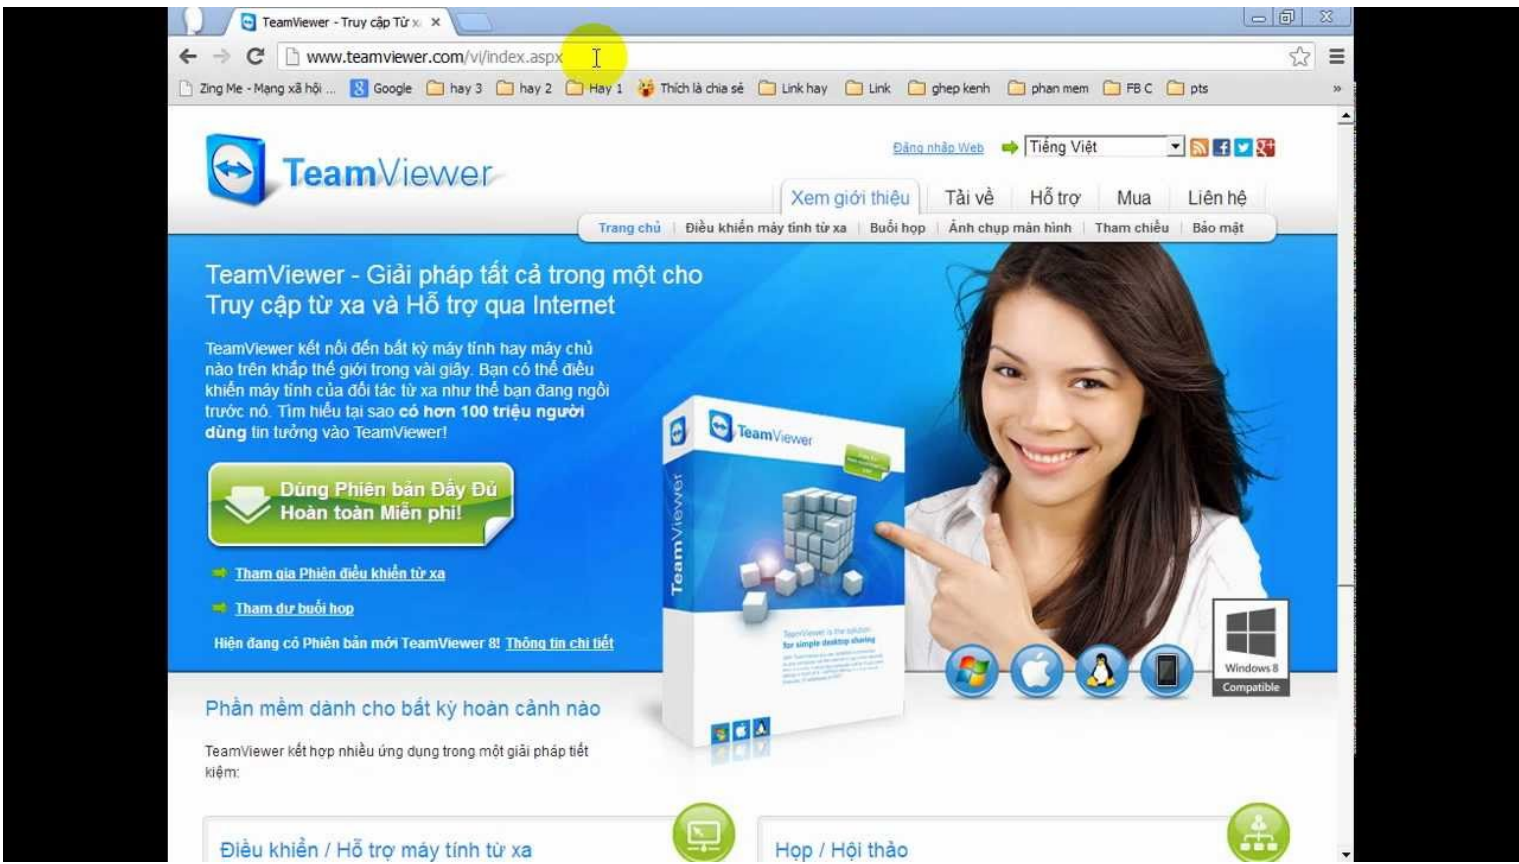 TeamViewer - Truy cập Từ x
www.teamviewer.com/vi/index.aspx
Zing Me - Mạng xã hội ... Google hay 3 hay 2 Hay 1 Thích là chia sẻ Link hay Link ghep kenh phan mem FB C pts »
Đăng nhập Web Tiếng Việt
TeamViewer
Xem giới thiệu Tải về Hỗ trợ Mua Liên hệ
Trang chủ Điều khiển máy tính từ xa Buổi họp Ảnh chụp màn hình Tham chiếu Bảo mật
TeamViewer - Giải pháp tất cả trong một cho
Truy cập từ xa và Hỗ trợ qua Internet
TeamViewer kết nối đến bất kỳ máy tính hay máy chủ
nào trên khắp thế giới trong vài giây. Bạn có thể điều
khiển máy tính của đối tác từ xa như thể bạn đang ngồi
trước nó. Tìm hiểu tại sao có hơn 100 triệu người
dùng tin tưởng vào TeamViewer!
Dùng Phiên bản Đầy Đủ
Hoàn toàn Miễn phí!
Tham gia Phiên điều khiển từ xa
Tham dự buổi họp
Hiện đang có Phiên bản mới TeamViewer 8! Thông tin chi tiết
TeamViewer
TeamViewer
TeamViewer is the solution
for simple desktop sharing
Windows 8
Compatible
Phần mềm dành cho bất kỳ hoàn cảnh nào
TeamViewer kết hợp nhiều ứng dụng trong một giải pháp tiết
kiệm:
Điều khiển / Hỗ trợ máy tính từ xa
Họp / Hội thảo